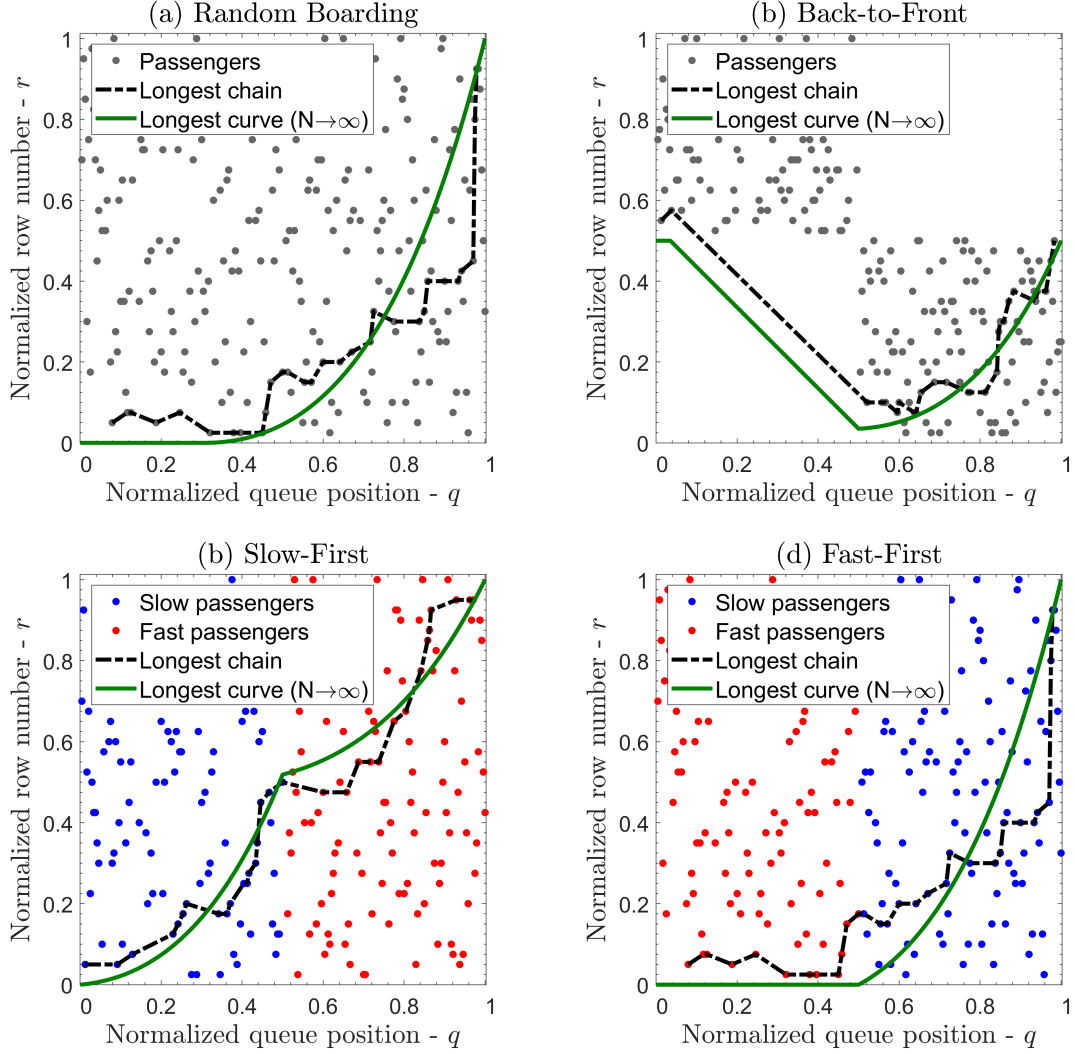 (a) Random Boarding
Normalized row number - r
1
0.8
0.6
0.4
0.2
0
Passengers
Longest chain
Longest curve (N→∞)
0 0.2 0.4 0.6 0.8 1
Normalized queue position - q
(b) Back-to-Front
Normalized row number - r
1
0.8
0.6
0.4
0.2
0
Passengers
Longest chain
Longest curve (N→∞)
0 0.2 0.4 0.6 0.8 1
Normalized queue position - q
(b) Slow-First
Normalized row number - r
1
0.8
0.6
0.4
0.2
0
Slow passengers
Fast passengers
Longest chain
Longest curve (N→∞)
0 0.2 0.4 0.6 0.8 1
Normalized queue position - q
(d) Fast-First
Normalized row number - r
1
0.8
0.6
0.4
0.2
0
Slow passengers
Fast passengers
Longest chain
Longest curve (N→∞)
0 0.2 0.4 0.6 0.8 1
Normalized queue position - q